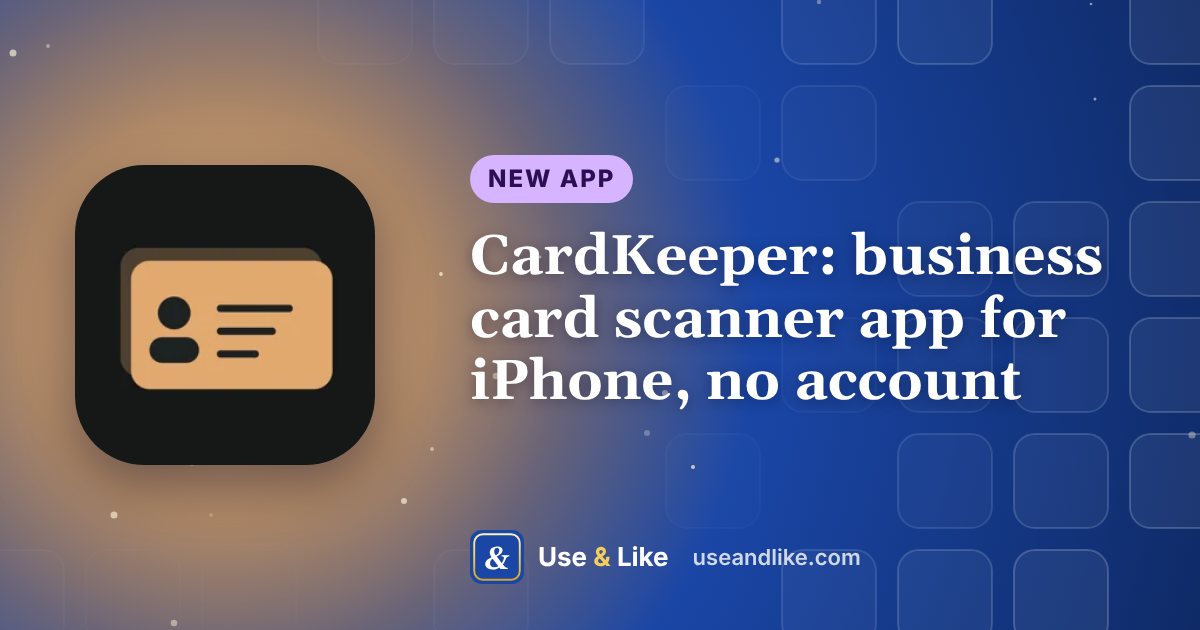 NEW APP
CardKeeper: business
card scanner app for
iPhone, no account
& Use & Like useandlike.com